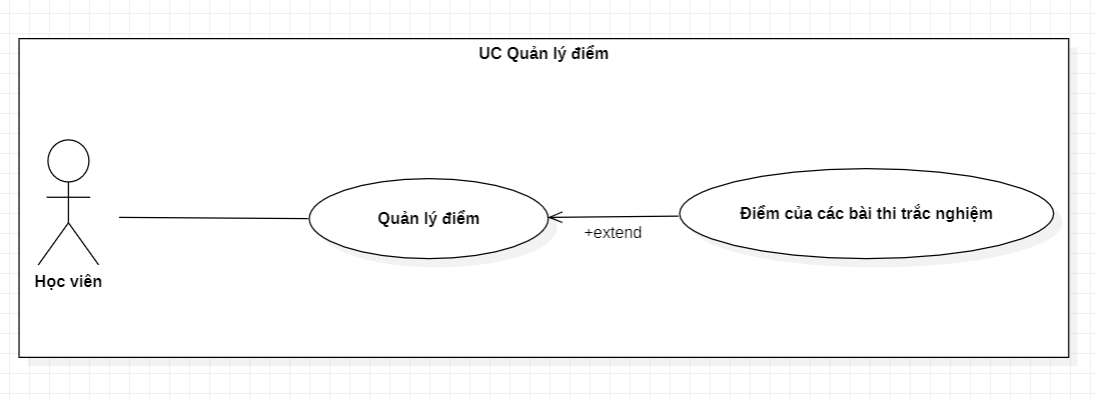 UC Quản lý điểm
Quản lý điểm
Điểm của các bài thi trắc nghiệm
+extend
Học viên